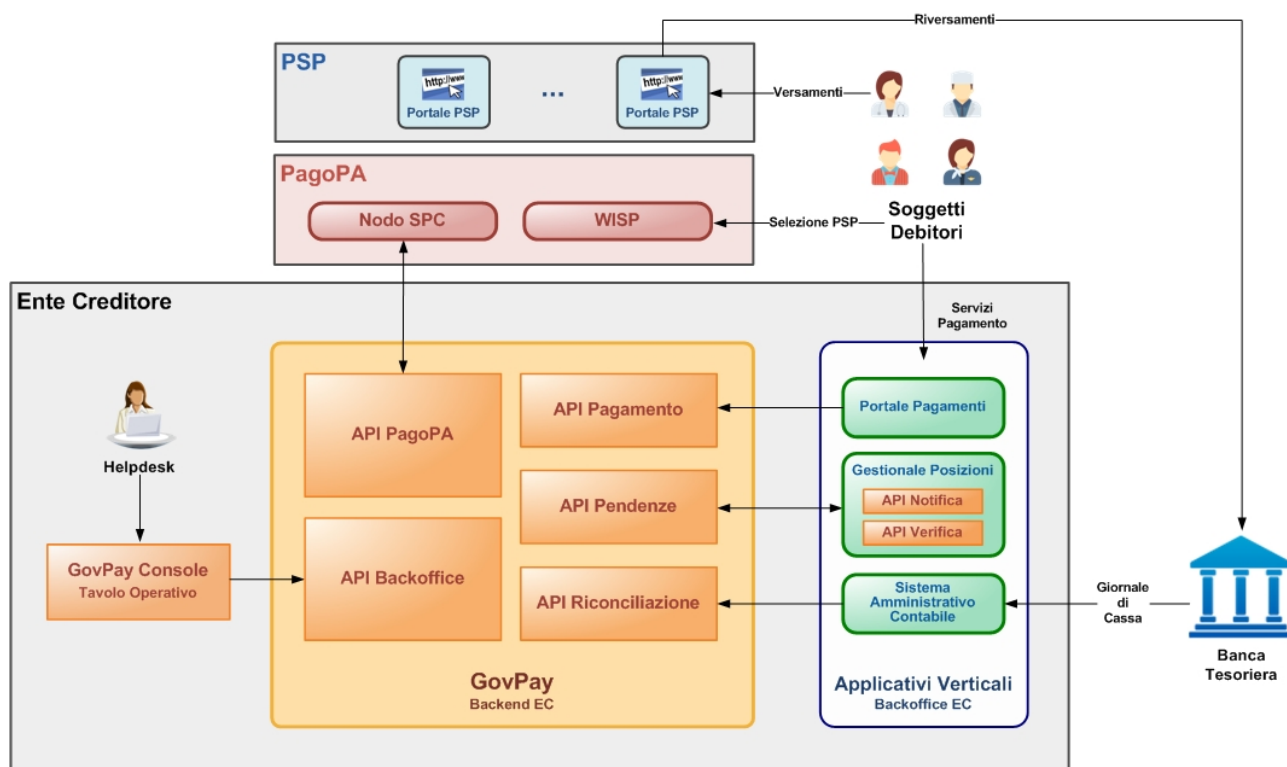 Riversamenti
PSP
http://www
Portale PSP
...
http://www
Portale PSP
Versamenti
PagoPA
Nodo SPC
WISP
Selezione PSP
Soggetti
Debitori
Ente Creditore
Servizi
Pagamento
Helpdesk
GovPay Console
Tavolo Operativo
API PagoPA
API Backoffice
API Pagamento
API Pendenze
API Riconciliazione
GovPay
Backend EC
Portale Pagamenti
Gestionale Posizioni
API Notifica
API Verifica
Sistema
Amministrativo
Contabile
Applicativi Verticali
Backoffice EC
Giornale
di
Cassa
Banca
Tesoriera